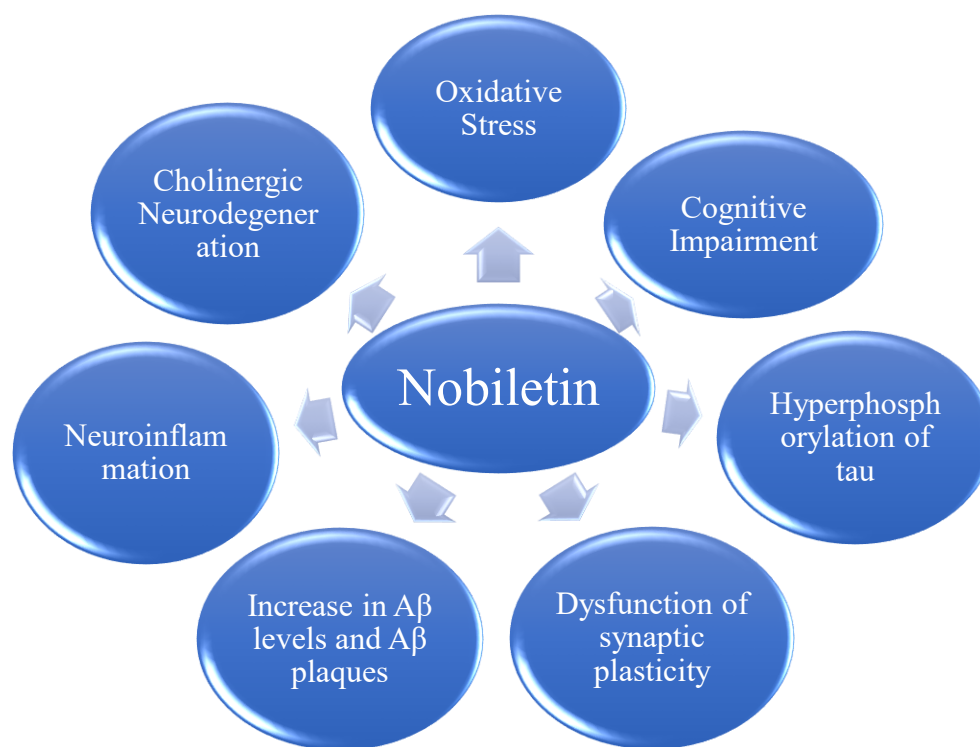 Oxidative
Stress
Cognitive
Impairment
Hyperphosph
orylation of
tau
Dysfunction of
synaptic
plasticity
Increase in Aβ
levels and Aβ
plaques
Neuroinflam
mation
Cholinergic
Neurodegener
ation
Nobiletin